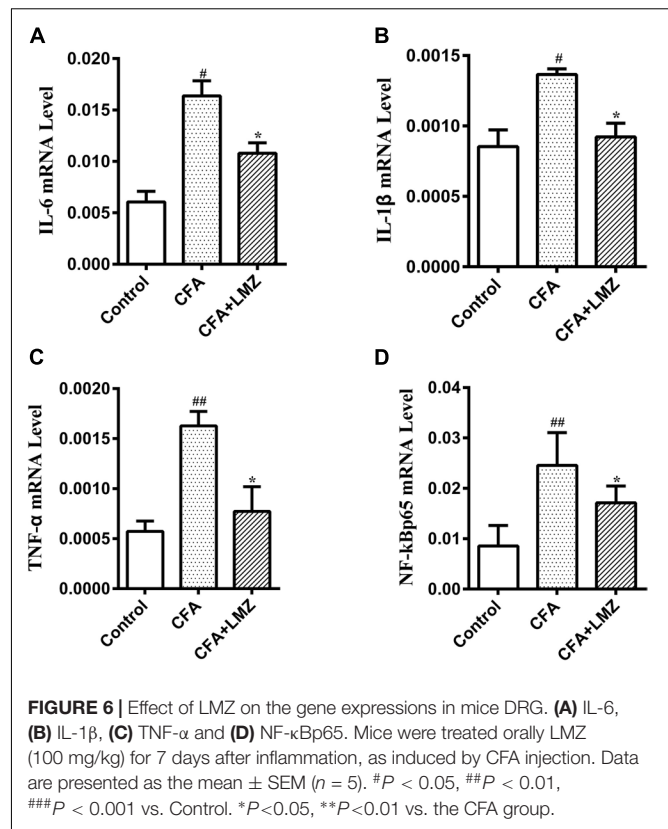 A
IL-6 mRNA Level
0.020
0.015
0.010
0.005
0.000
#
*
Control
CFA
CFA+LMZ
B
IL-1β mRNA Level
0.0015
0.0010
0.0005
0.0000
#
*
Control
CFA
CFA+LMZ
C
TNF-α mRNA Level
0.0020
0.0015
0.0010
0.0005
0.0000
##
*
Control
CFA
CFA+LMZ
D
NF-kBp65 mRNA Level
0.04
0.03
0.02
0.01
0.00
##
*
Control
CFA
CFA+LMZ
FIGURE 6 | Effect of LMZ on the gene expressions in mice DRG. (A) IL-6,
(B) IL-1β, (C) TNF-α and (D) NF-κBp65. Mice were treated orally LMZ
(100 mg/kg) for 7 days after inflammation, as induced by CFA injection. Data
are presented as the mean ± SEM (n = 5). #P < 0.05, ##P < 0.01,
###P < 0.001 vs. Control. *P<0.05, **P<0.01 vs. the CFA group.